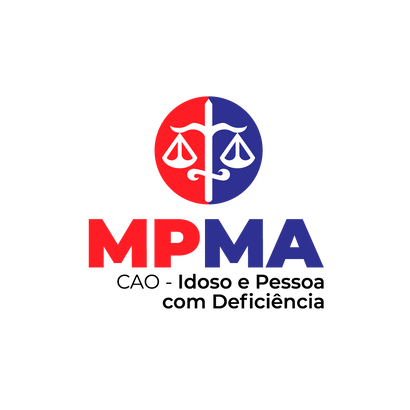 MPMA
CAO - Idoso e Pessoa
com Deficiência